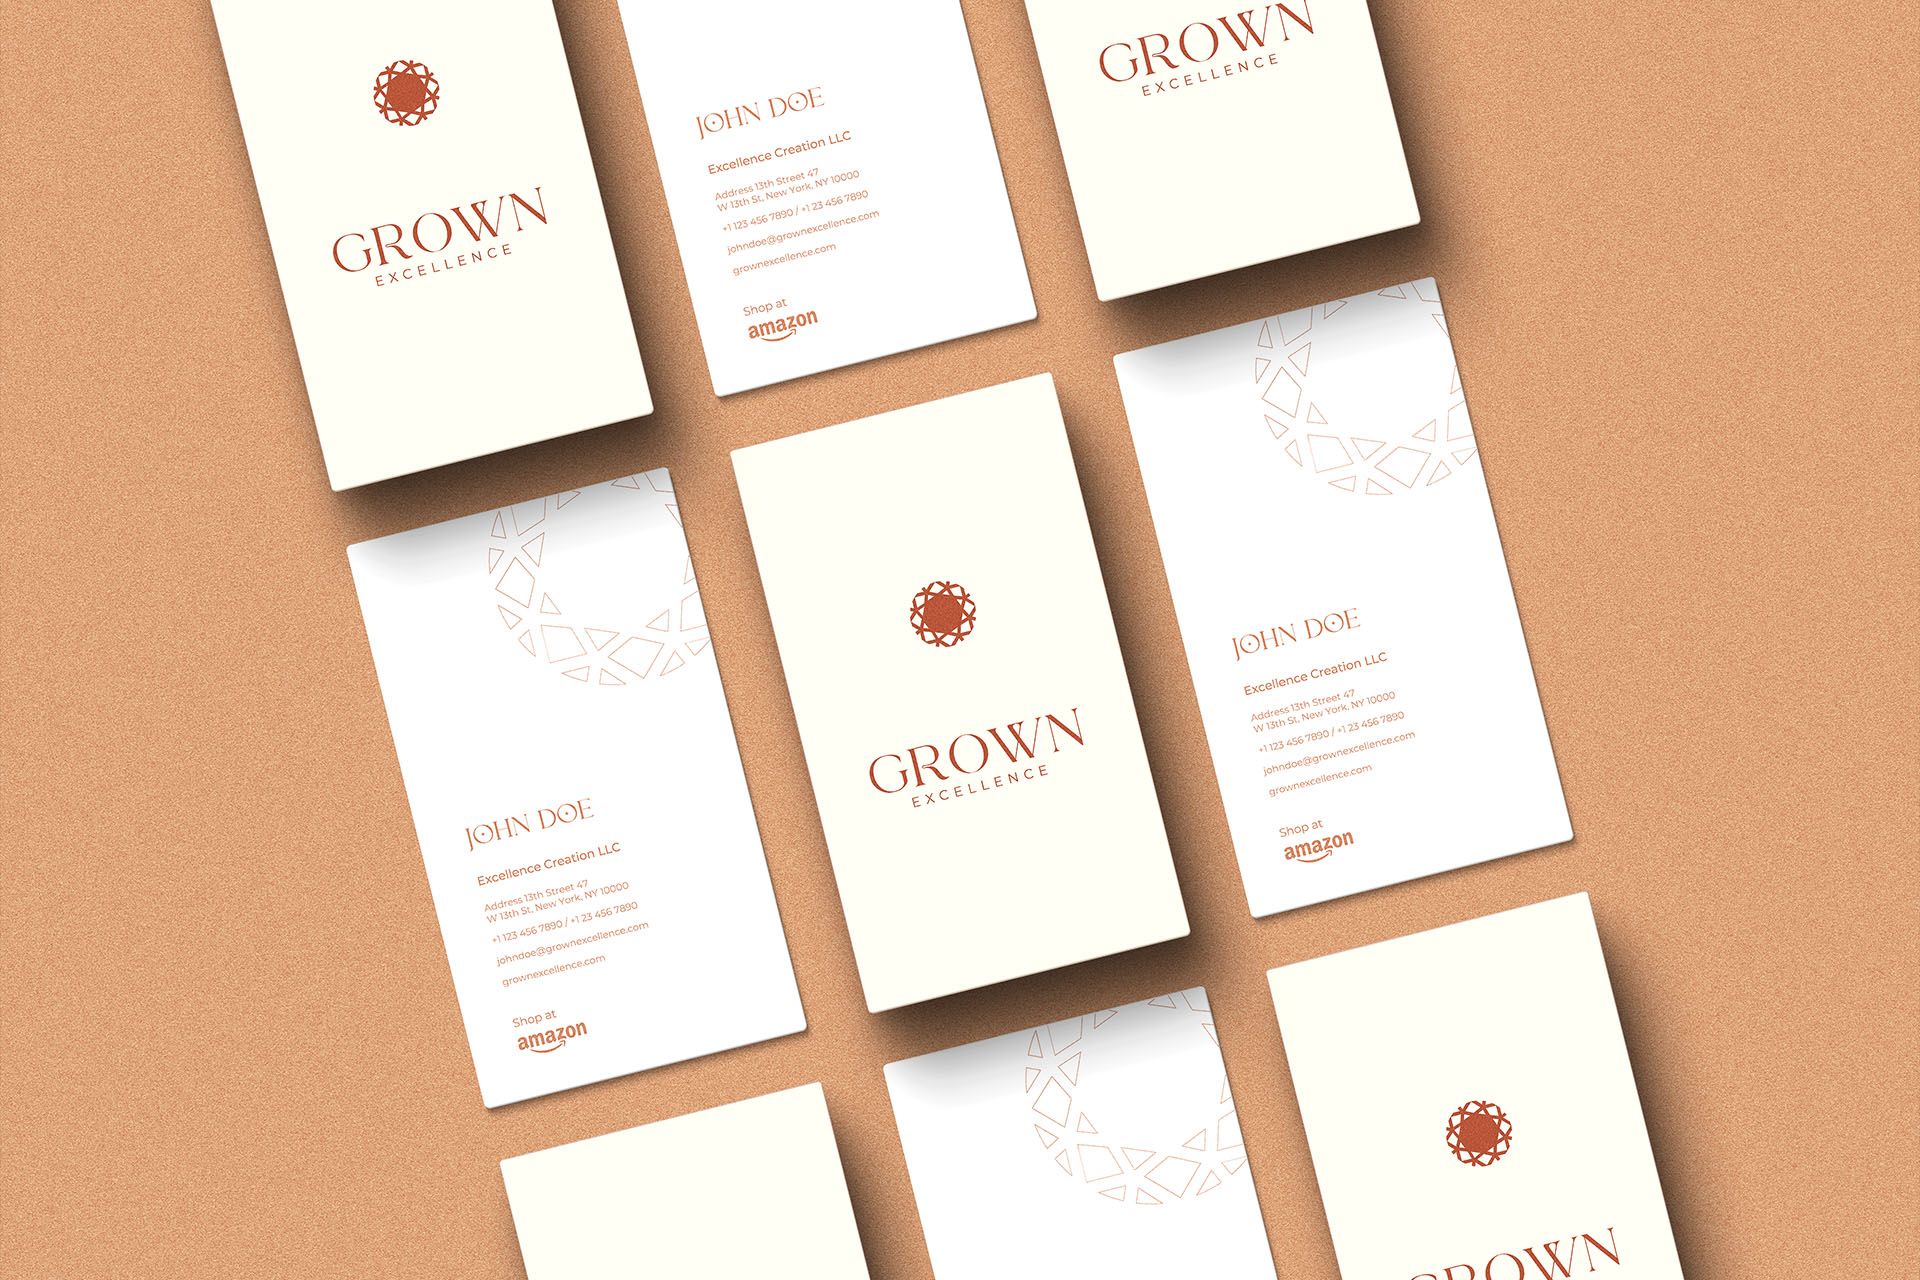 GROWN
EXCELLENCE
JOHN DOE
Excellence Creation LLC
Address 13th Street 47
W 13th St, New York, NY 10000
+1 123 456 7890 / +1 23 456 7890
johndoe@grownexcellence.com
grownexcellence.com
Shop at
amazon
GROWN
EXCELLENCE
JOHN DOE
Excellence Creation LLC
Address 13th Street 47
W 13th St, New York, NY 10000
+1 123 456 7890 / +1 23 456 7890
johndoe@grownexcellence.com
grownexcellence.com
Shop at
amazon
GROWN
EXCELLENCE
JOHN DOE
Excellence Creation LLC
Address 13th Street 47
W 13th St, New York, NY 10000
+1 123 456 7890 / +1 23 456 7890
johndoe@grownexcellence.com
grownexcellence.com
Shop at
amazon
GROWN